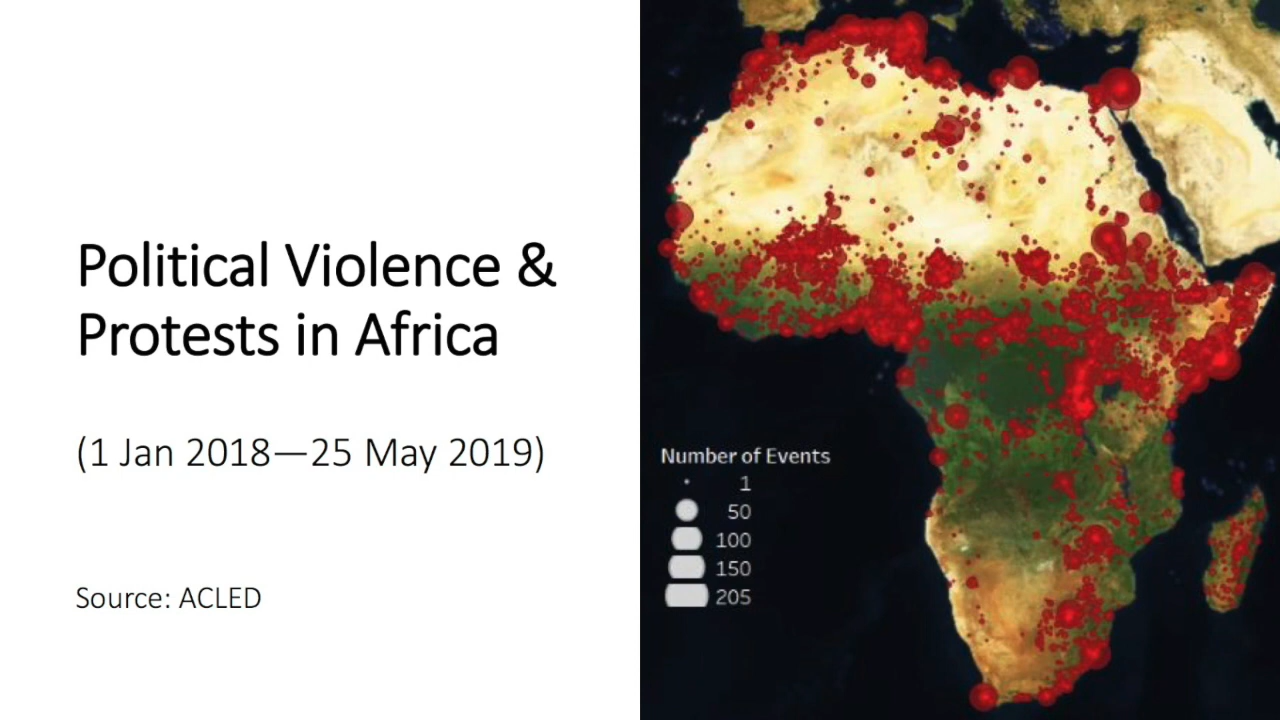 Political Violence &
Protests in Africa
(1 Jan 2018—25 May 2019)
Source: ACLED
Number of Events
1
50
100
150
205